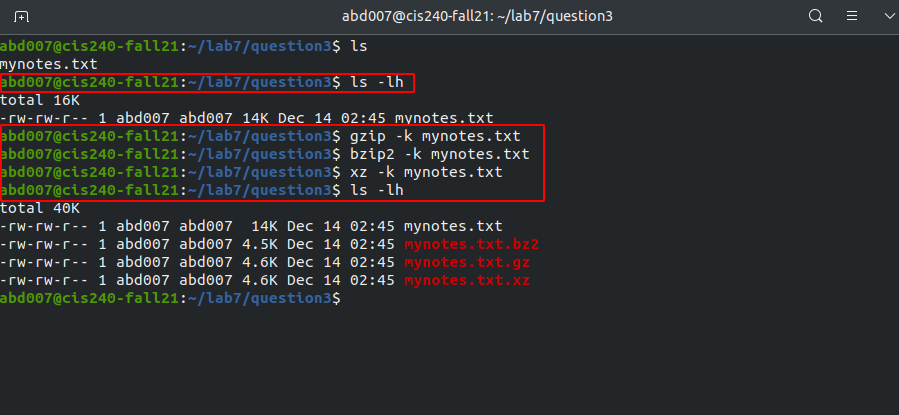 abd007@cis240-fall21: ~/lab7/question3
abd007@cis240-fall21:~/lab7/question3$ ls
mynotes.txt
abd007@cis240-fall21:~/lab7/question3$ ls -lh
total 16K
-rw-rw-r-- 1 abd007 abd007 14K Dec 14 02:45 mynotes.txt
abd007@cis240-fall21:~/lab7/question3$ gzip -k mynotes.txt
abd007@cis240-fall21:~/lab7/question3$ bzip2 -k mynotes.txt
abd007@cis240-fall21:~/lab7/question3$ xz -k mynotes.txt
abd007@cis240-fall21:~/lab7/question3$ ls -lh
total 40K
-rw-rw-r-- 1 abd007 abd007  14K Dec 14 02:45 mynotes.txt
-rw-rw-r-- 1 abd007 abd007 4.5K Dec 14 02:45 mynotes.txt.bz2
-rw-rw-r-- 1 abd007 abd007 4.6K Dec 14 02:45 mynotes.txt.gz
-rw-rw-r-- 1 abd007 abd007 4.6K Dec 14 02:45 mynotes.txt.xz
abd007@cis240-fall21:~/lab7/question3$